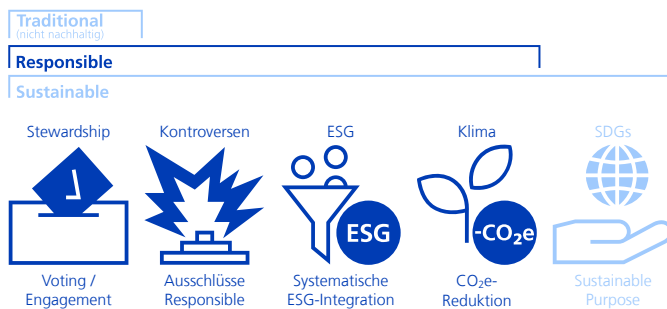 Traditional
(nicht nachhaltig)
Responsible
Sustainable
Stewardship Kontroversen ESG Klima SDGs
ESG -CO₂e
Voting / Ausschlüsse Systematische CO₂e- Sustainable
Engagement Responsible ESG-Integration Reduktion Purpose